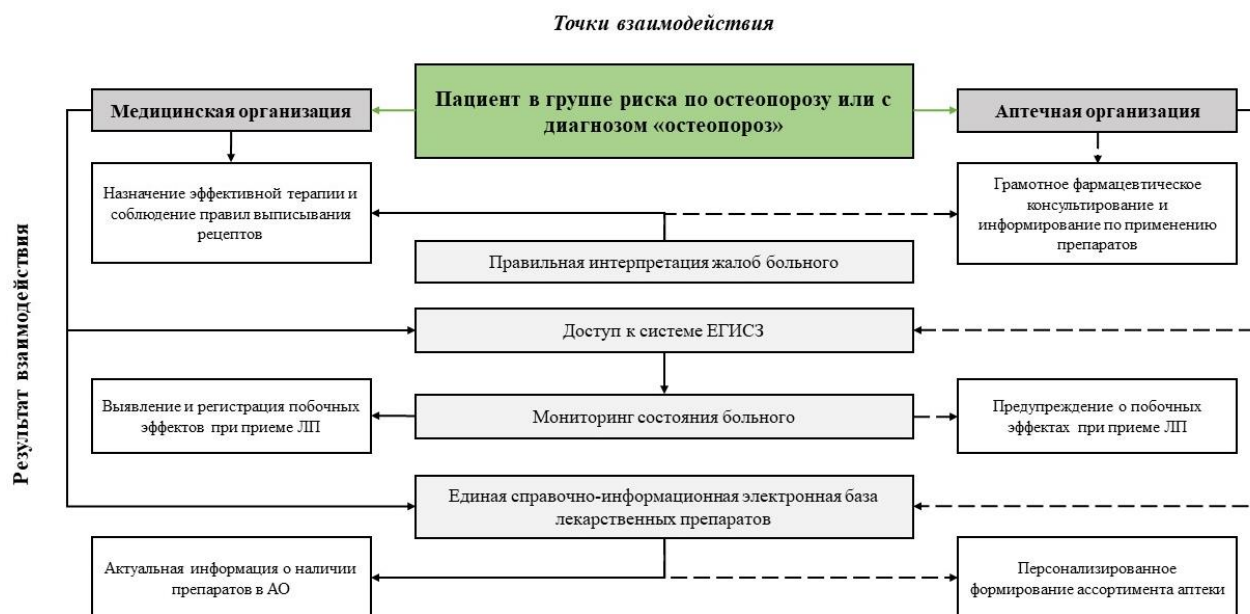 Точки взаимодействия
Пациент в группе риска по остеопорозу или с
диагнозом «остеопороз»
Медицинская организация
Аптечная организация
Назначение эффективной терапии и
соблюдение правил выписывания
рецептов
Грамотное фармацевтическое
консультирование и
информирование по применению
препаратов
Правильная интерпретация жалоб больного
Доступ к системе ЕГИСЗ
Результат взаимодействия
Выявление и регистрация побочных
эффектов при приеме ЛП
Мониторинг состояния больного
Предупреждение о побочных
эффектах при приеме ЛП
Единая справочно-информационная электронная база
лекарственных препаратов
Актуальная информация о наличии
препаратов в АО
Персонализированное
формирование ассортимента аптеки